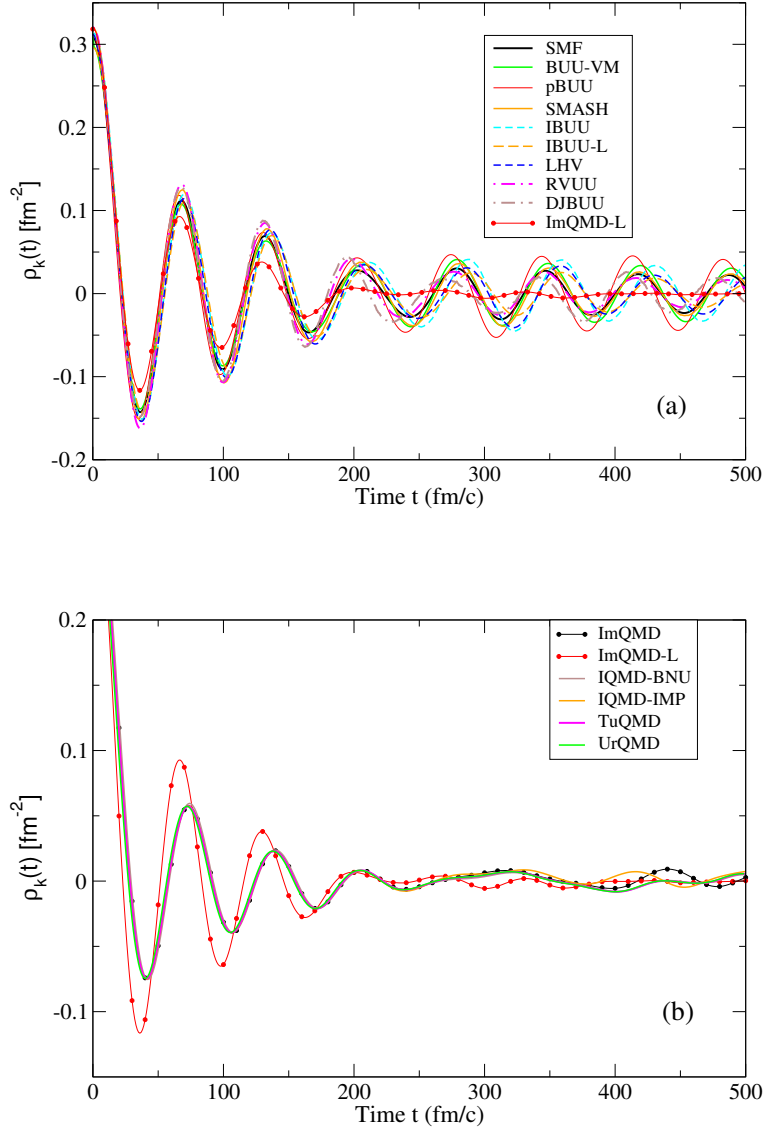 0.3
0.2
0.1
0
-0.1
-0.2
ρk(t) [fm-2]
SMF
BUU-VM
pBUU
SMASH
IBUU
IBUU-L
LHV
RVUU
DJBUU
ImQMD-L
(a)
0 100 200 300 400 500
Time t (fm/c)
0.2
0.1
0
-0.1
ρk(t) [fm-2]
ImQMD
ImQMD-L
IQMD-BNU
IQMD-IMP
TuQMD
UrQMD
(b)
0 100 200 300 400 500
Time t (fm/c)